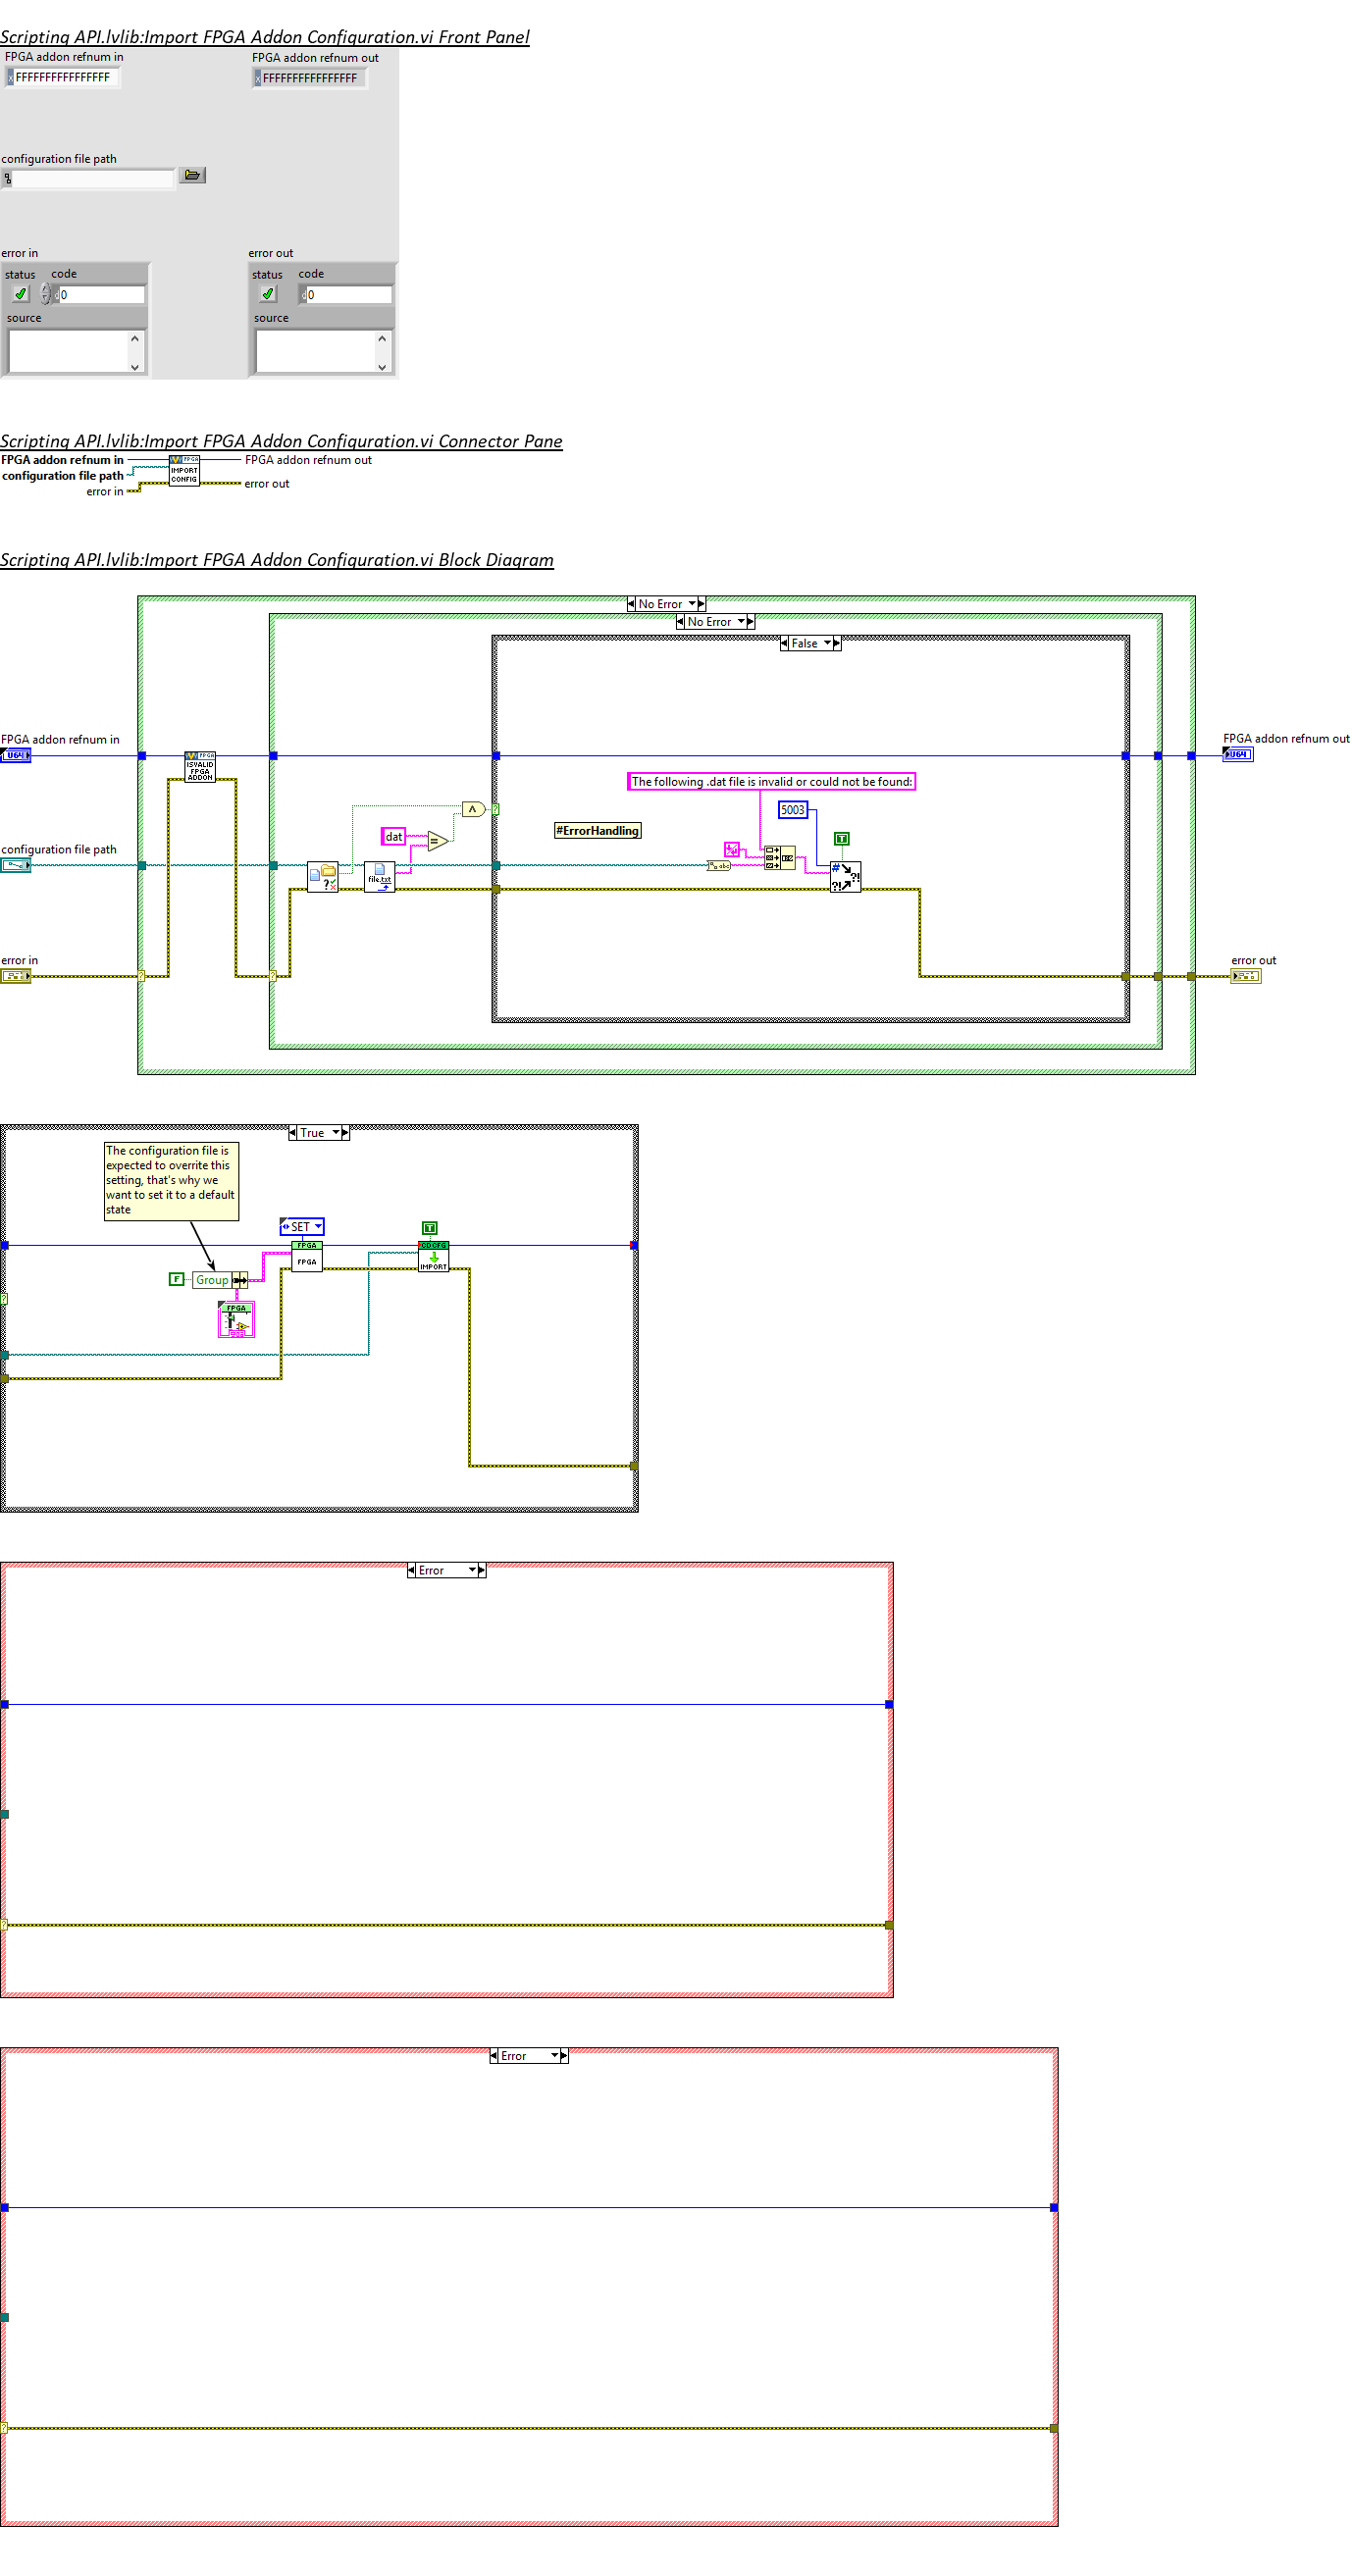 Scripting API.lvlib:Import FPGA Addon Configuration.vi Front Panel
FPGA addon refnum in
FPGA addon refnum out
x FFFFFFFFFFFFFFFF
x FFFFFFFFFFFFFFFF
configuration file path
error in
error out
status code
status code
d 0
d 0
source
source
Scripting API.lvlib:Import FPGA Addon Configuration.vi Connector Pane
FPGA addon refnum in
FPGA addon refnum out
configuration file path
FPGA
IMPORT
CONFIG
error in
error out
Scripting API.lvlib:Import FPGA Addon Configuration.vi Block Diagram
No Error
No Error
False
FPGA addon refnum in
U64
FPGA addon refnum out
U64
FPGA
ISVALID
FPGA
ADDON
The following .dat file is invalid or could not be found:
5003
#ErrorHandling
dat
=
configuration file path
file.txt
abc
T
error in
error out
True
The configuration file is
expected to overrite this
setting, that's why we
want to set it to a default
state
SET
T
FPGA
FPGA
CDCFG
IMPORT
F
Group
FPGA
Error
Error